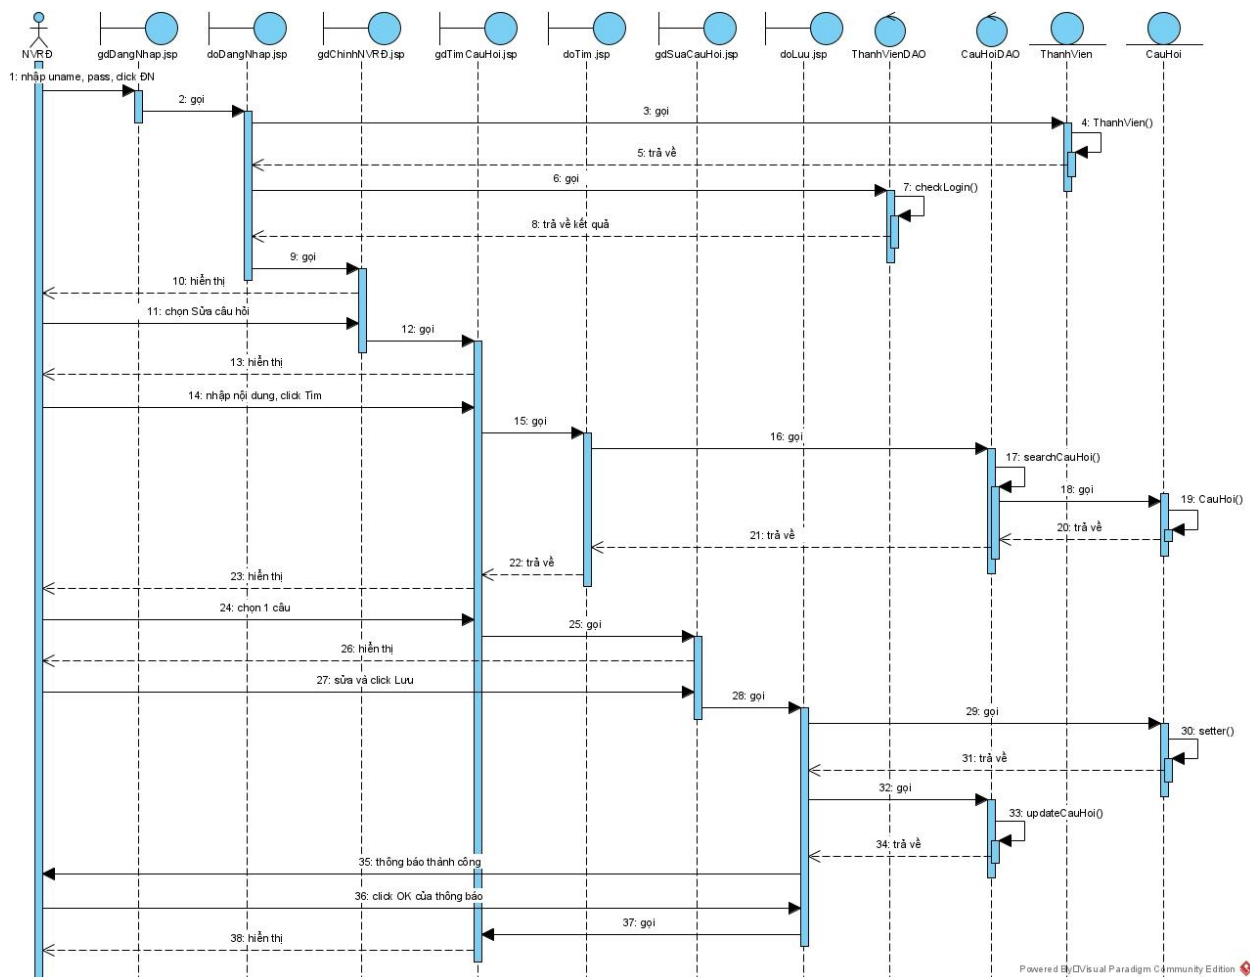 NVRĐ
gdDangNhap.jsp
doDangNhap.jsp
gdChinhNVRĐ.jsp
gdTimCauHoi.jsp
doTim.jsp
gdSuaCauHoi.jsp
doLuu.jsp
ThanhVienDAO
CauHoiDAO
ThanhVien
CauHoi
1: nhập uname, pass, click ĐN
2: gọi
3: gọi
4: ThanhVien()
5: trả về
6: gọi
7: checkLogin()
8: trả về kết quả
9: gọi
10: hiển thị
11: chọn Sửa câu hỏi
12: gọi
13: hiển thị
14: nhập nội dung, click Tìm
15: gọi
16: gọi
17: searchCauHoi()
18: gọi
19: CauHoi()
20: trả về
21: trả về
22: trả về
23: hiển thị
24: chọn 1 câu
25: gọi
26: hiển thị
27: sửa và click Lưu
28: gọi
29: gọi
30: setter()
31: trả về
32: gọi
33: updateCauHoi()
34: trả về
35: thông báo thành công
36: click OK của thông báo
37: gọi
38: hiển thị
Powered By Visual Paradigm Community Edition